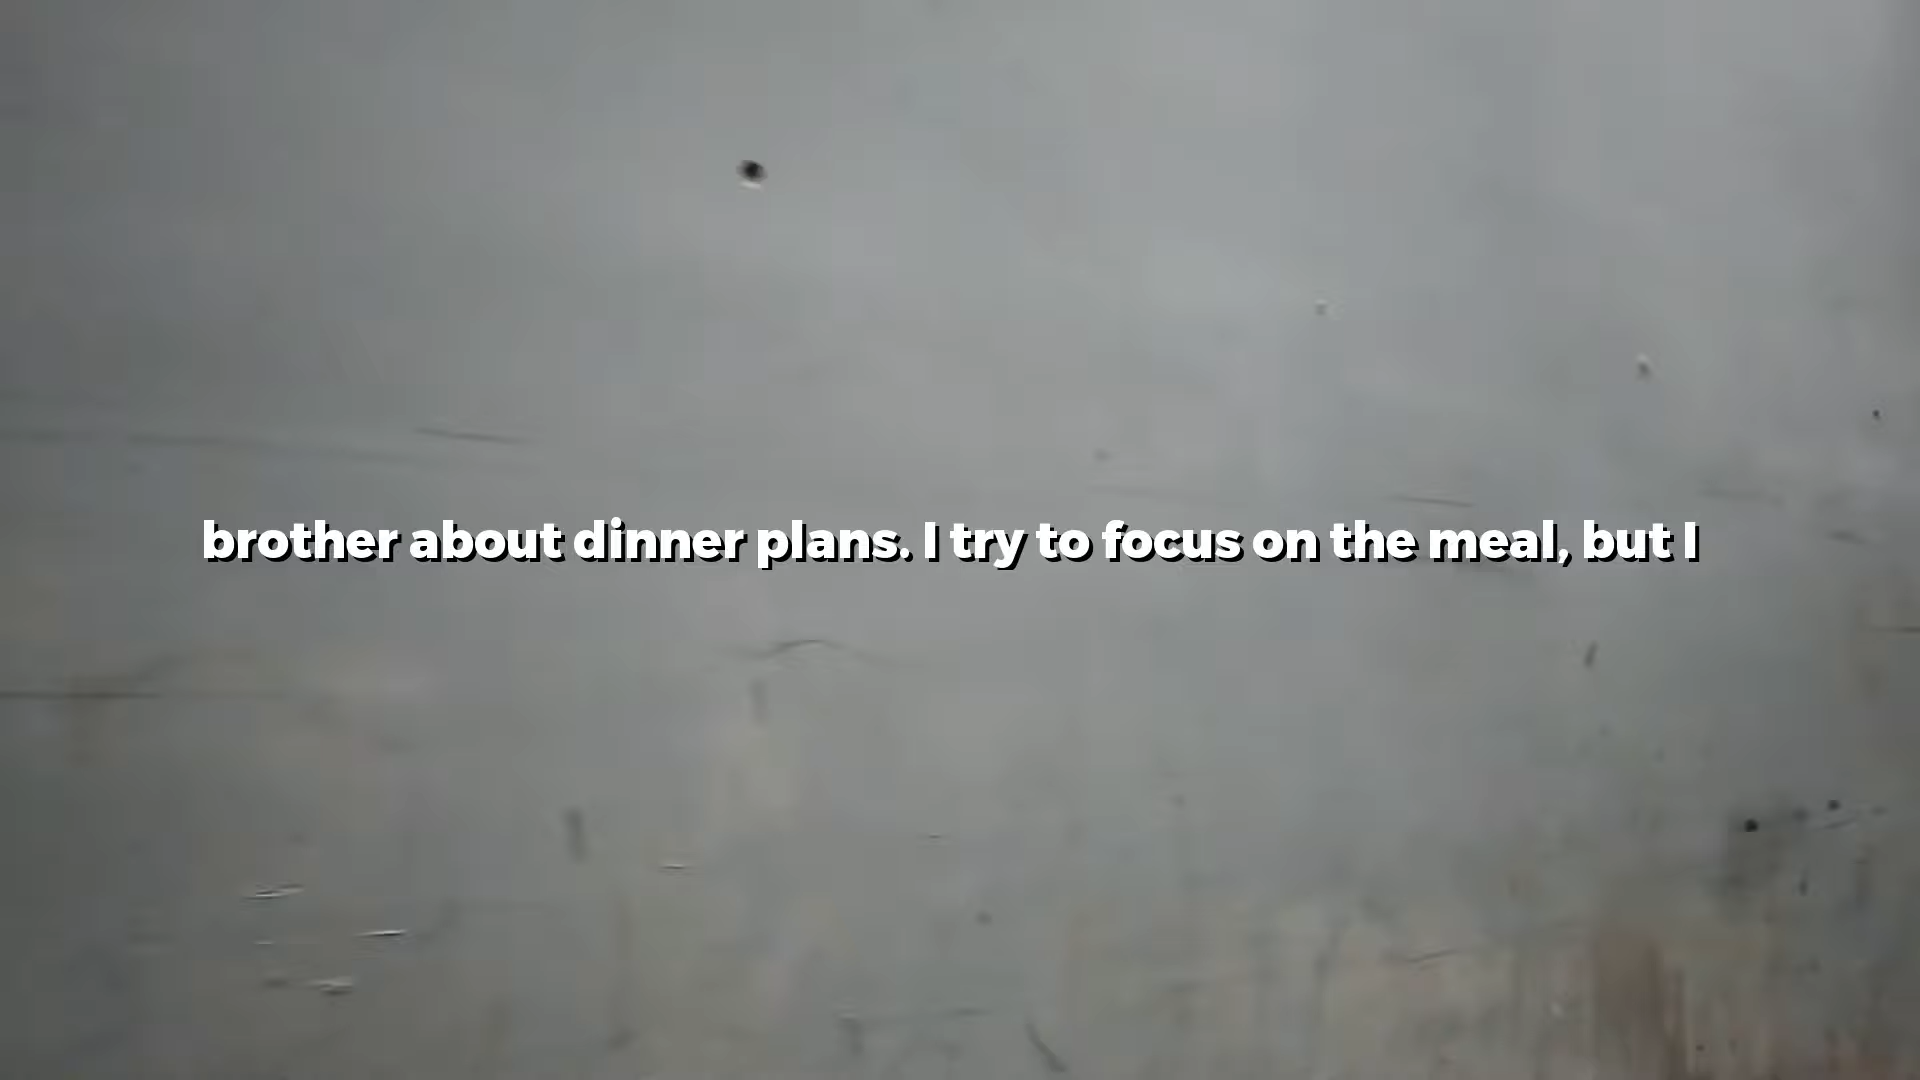 brother about dinner plans. I try to focus on the meal, but I